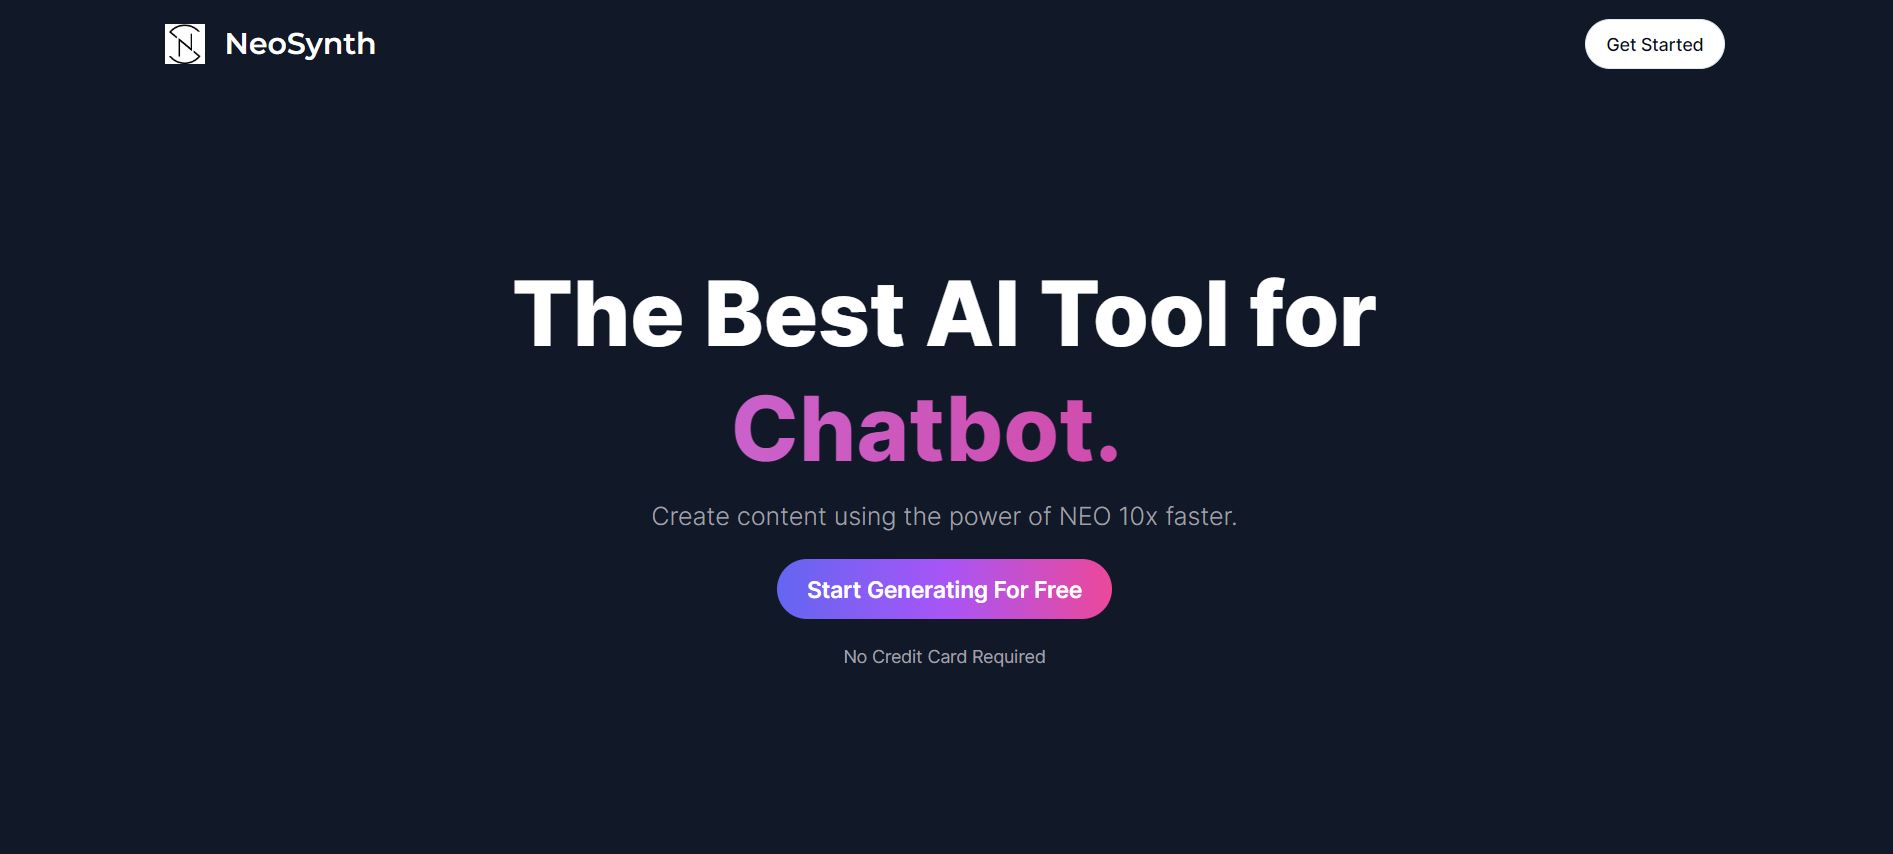 NeoSynth
Get Started
The Best AI Tool for
Chatbot.
Create content using the power of NEO 10x faster.
Start Generating For Free
No Credit Card Required